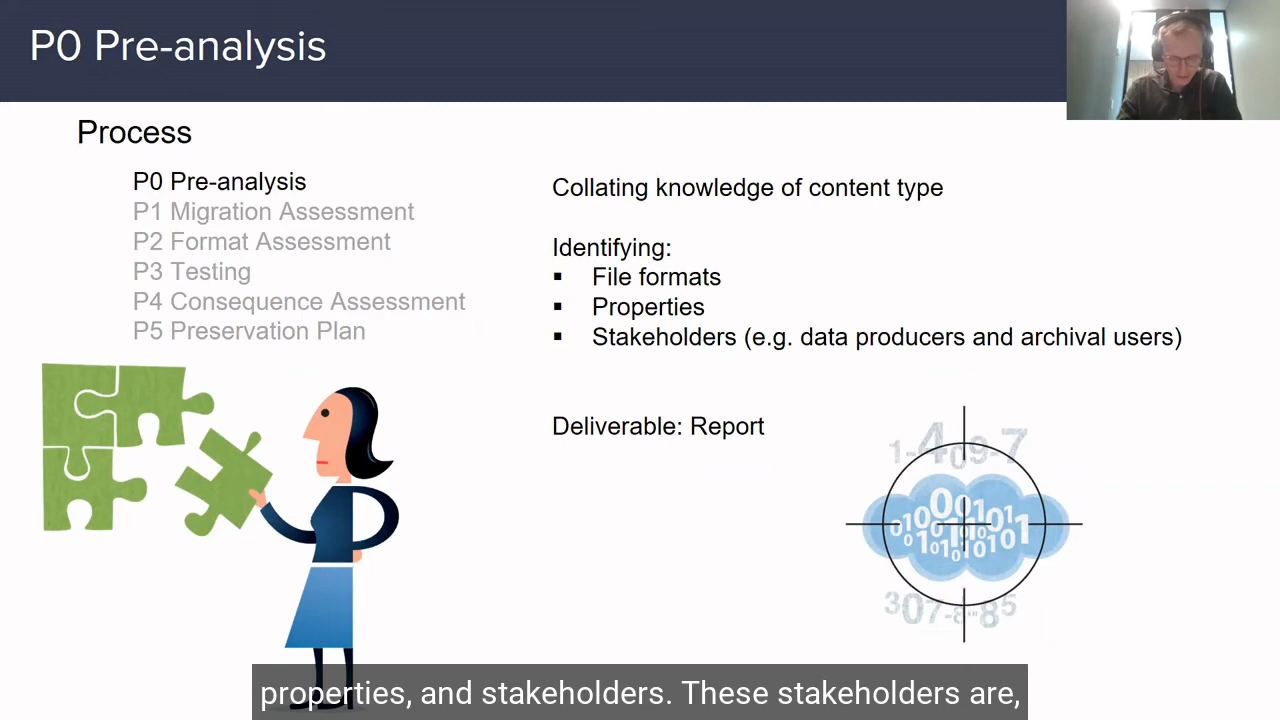 P0 Pre-analysis
Process
P0 Pre-analysis
P1 Migration Assessment
P2 Format Assessment
P3 Testing
P4 Consequence Assessment
P5 Preservation Plan
Collating knowledge of content type
Identifying:
▪ File formats
▪ Properties
▪ Stakeholders (e.g. data producers and archival users)
Deliverable: Report
properties, and stakeholders. These stakeholders are,